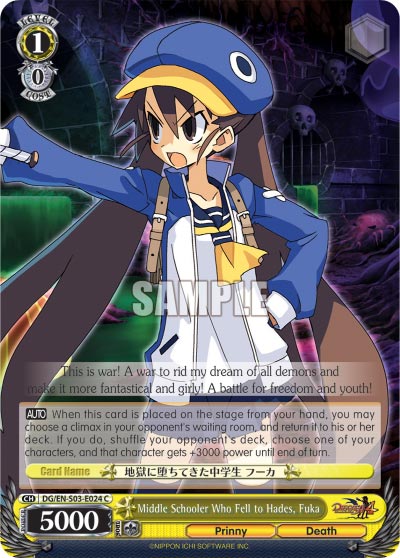 LEVEL
1
0
COST
SAMPLE
This is war! A war to rid my dream of all demons and
make it more fantastical and girly! A battle for freedom and youth!
AUTO When this card is placed on the stage from your hand, you may
choose a climax in your opponent's waiting room, and return it to his or her
deck. If you do, shuffle your opponent's deck, choose one of your
characters, and that character gets +3000 power until end of turn.
Card Name 地獄に堕ちてきた中学生 フーカ
CH DG/EN-S03-E024 C Middle Schooler Who Fell to Hades, Fuka
POWER 5000 SOUL Prinny Death
©NIPPON ICHI SOFTWARE INC.